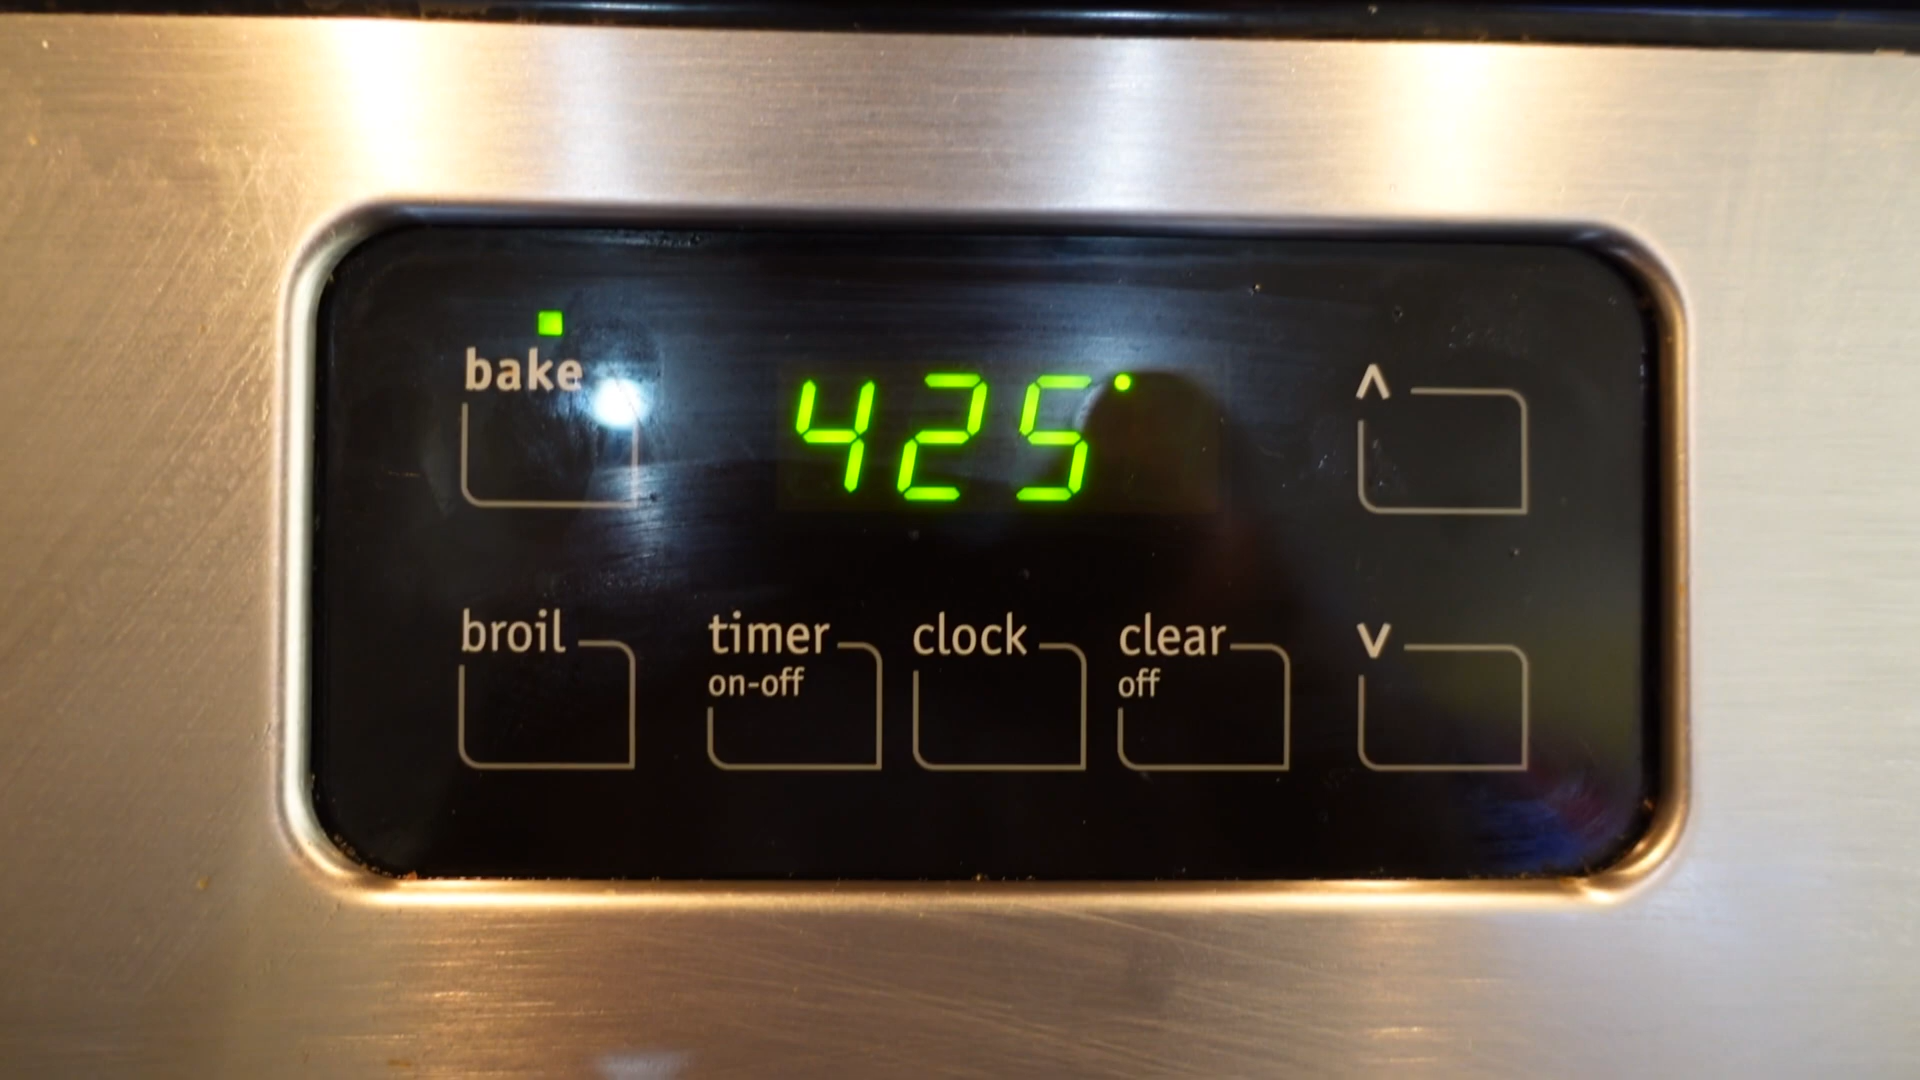 bake
425°
^
broil
timer
on-off
clock
clear
off
v